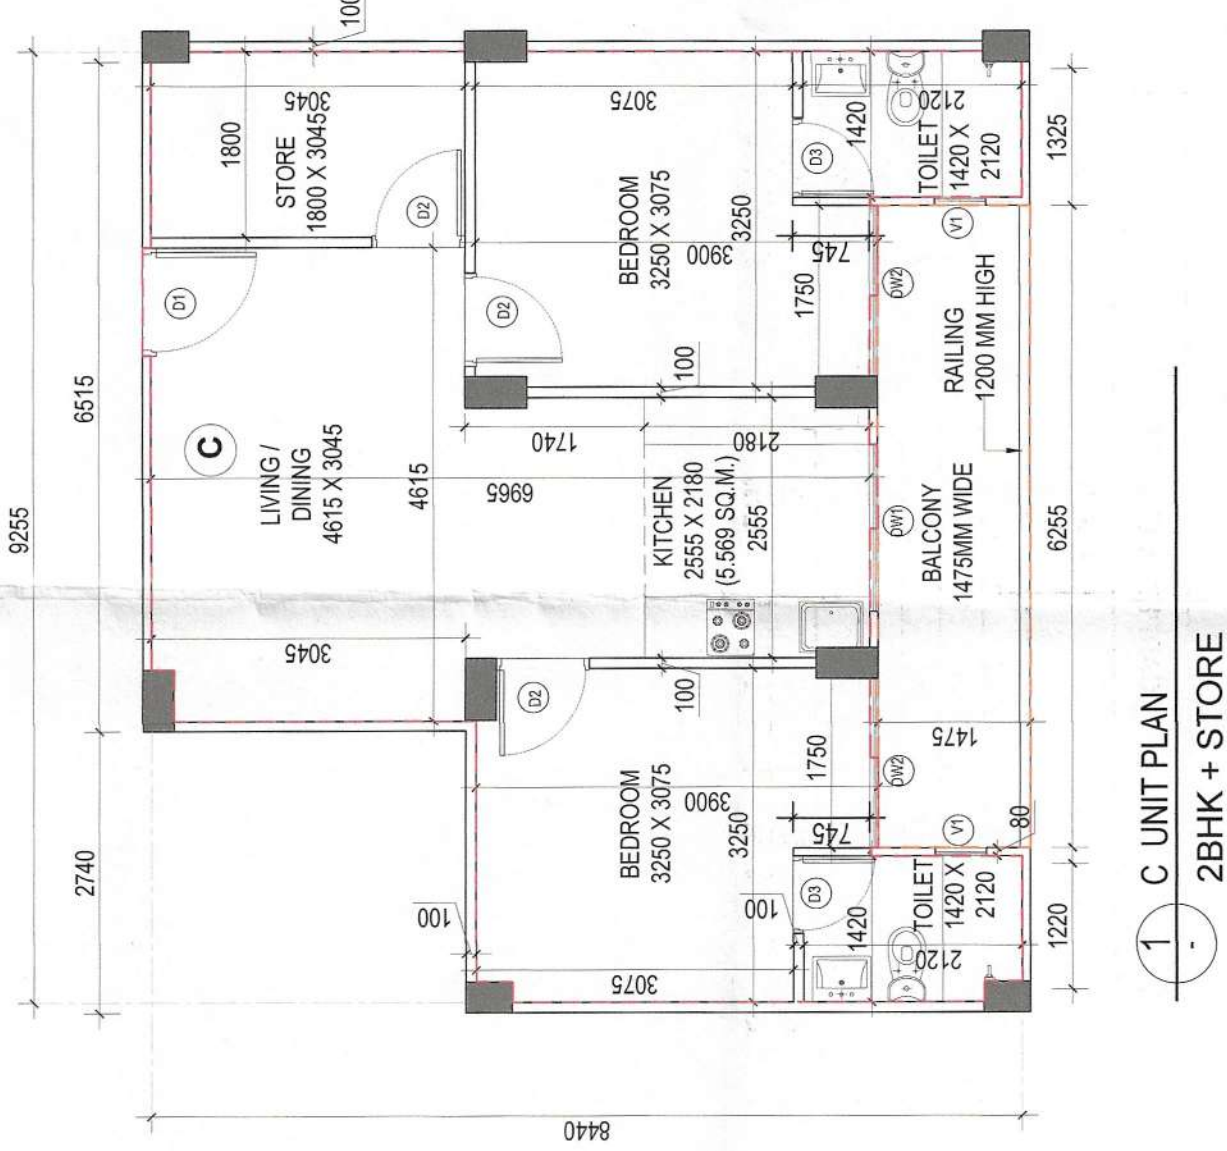 9255
6515
2740
100
3045
1800
STORE
1800 X 3045
D2
D1
C
LIVING /
DINING
4615 X 3045
4615
6965
3045
3075
BEDROOM
3250 X 3075
3900
3250
D2
745
1750
100
1740
2180
KITCHEN
2555 X 2180
(5.569 SQ.M.)
2555
100
D2
BEDROOM
3250 X 3075
3900
3250
745
1750
100
100
3075
D3
1420
2120
TOILET
1420 X
2120
1325
V1
DW2
RAILING
1200 MM HIGH
BALCONY
1475MM WIDE
DW1
6255
1475
DW2
V1
80
D3
1420
2120
TOILET
1420 X
2120
1220
8440
1
-
C UNIT PLAN
2BHK + STORE